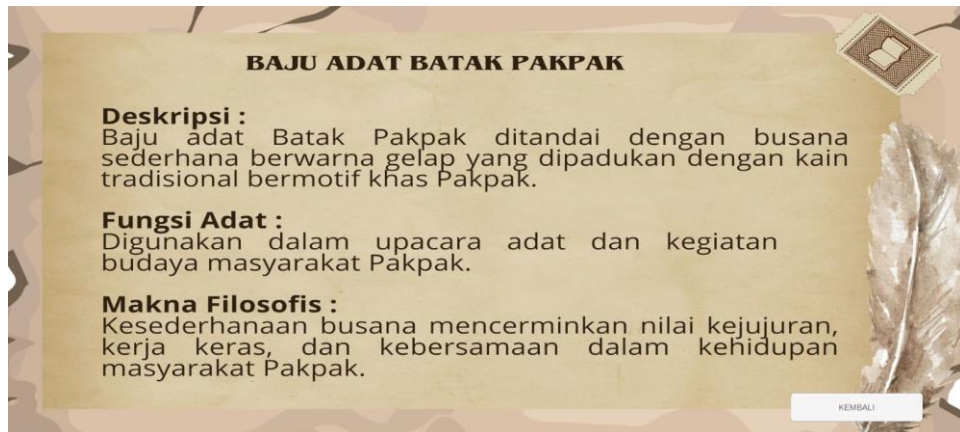 BAJU ADAT BATAK PAKPAK
Deskripsi :
Baju adat Batak Pakpak ditandai dengan busana
sederhana berwarna gelap yang dipadukan dengan kain
tradisional bermotif khas Pakpak.
Fungsi Adat :
Digunakan dalam upacara adat dan kegiatan
budaya masyarakat Pakpak.
Makna Filosofis :
Kesederhanaan busana mencerminkan nilai kejujuran,
kerja keras, dan kebersamaan dalam kehidupan
masyarakat Pakpak.
KEMBALI